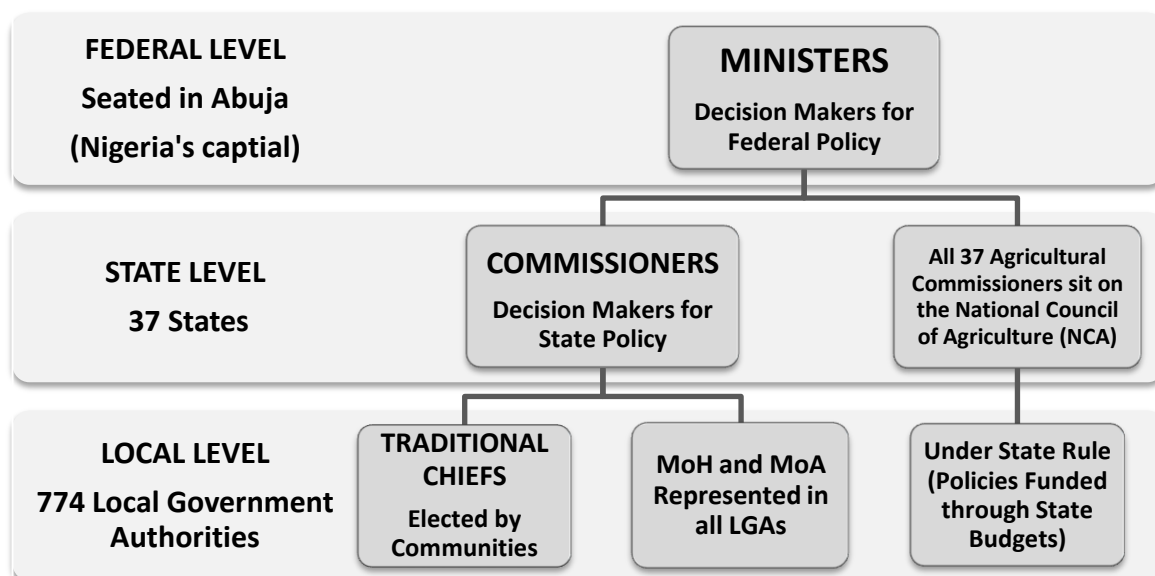 FEDERAL LEVEL
Seated in Abuja
(Nigeria's captial)
MINISTERS
Decision Makers for
Federal Policy
STATE LEVEL
37 States
COMMISSIONERS
Decision Makers for
State Policy
All 37 Agricultural
Commissioners sit on
the National Council
of Agriculture (NCA)
LOCAL LEVEL
774 Local Government
Authorities
TRADITIONAL
CHIEFS
Elected by
Communities
MoH and MoA
Represented in
all LGAs
Under State Rule
(Policies Funded
through State
Budgets)